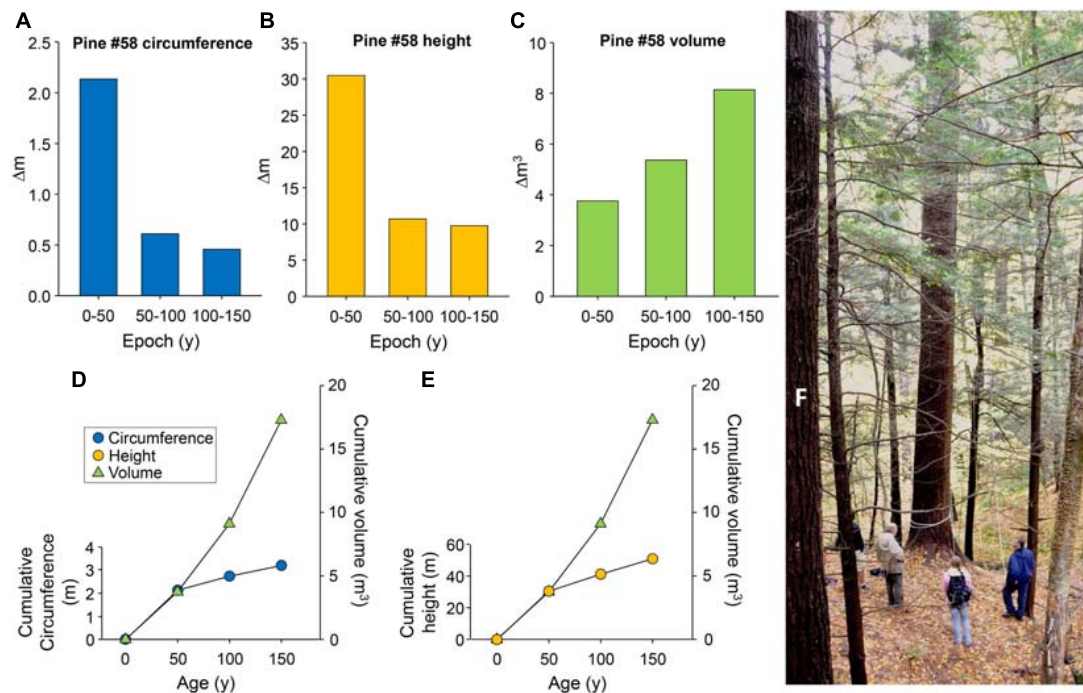 A
Pine #58 circumference
2.5
2.0
1.5
1.0
0.5
0.0
Δm
0-50
50-100
100-150
Epoch (y)
B
Pine #58 height
35
30
25
20
15
10
5
0
Δm
0-50
50-100
100-150
Epoch (y)
C
Pine #58 volume
10
8
6
4
2
0
Δm³
0-50
50-100
100-150
Epoch (y)
D
Circumference
Height
Volume
4
3
2
1
0
Cumulative
Circumference
(m)
20
15
10
5
0
Cumulative volume (m³)
0
50
100
150
Age (y)
E
60
40
20
0
Cumulative
height (m)
20
15
10
5
0
Cumulative volume (m³)
0
50
100
150
Age (y)
F